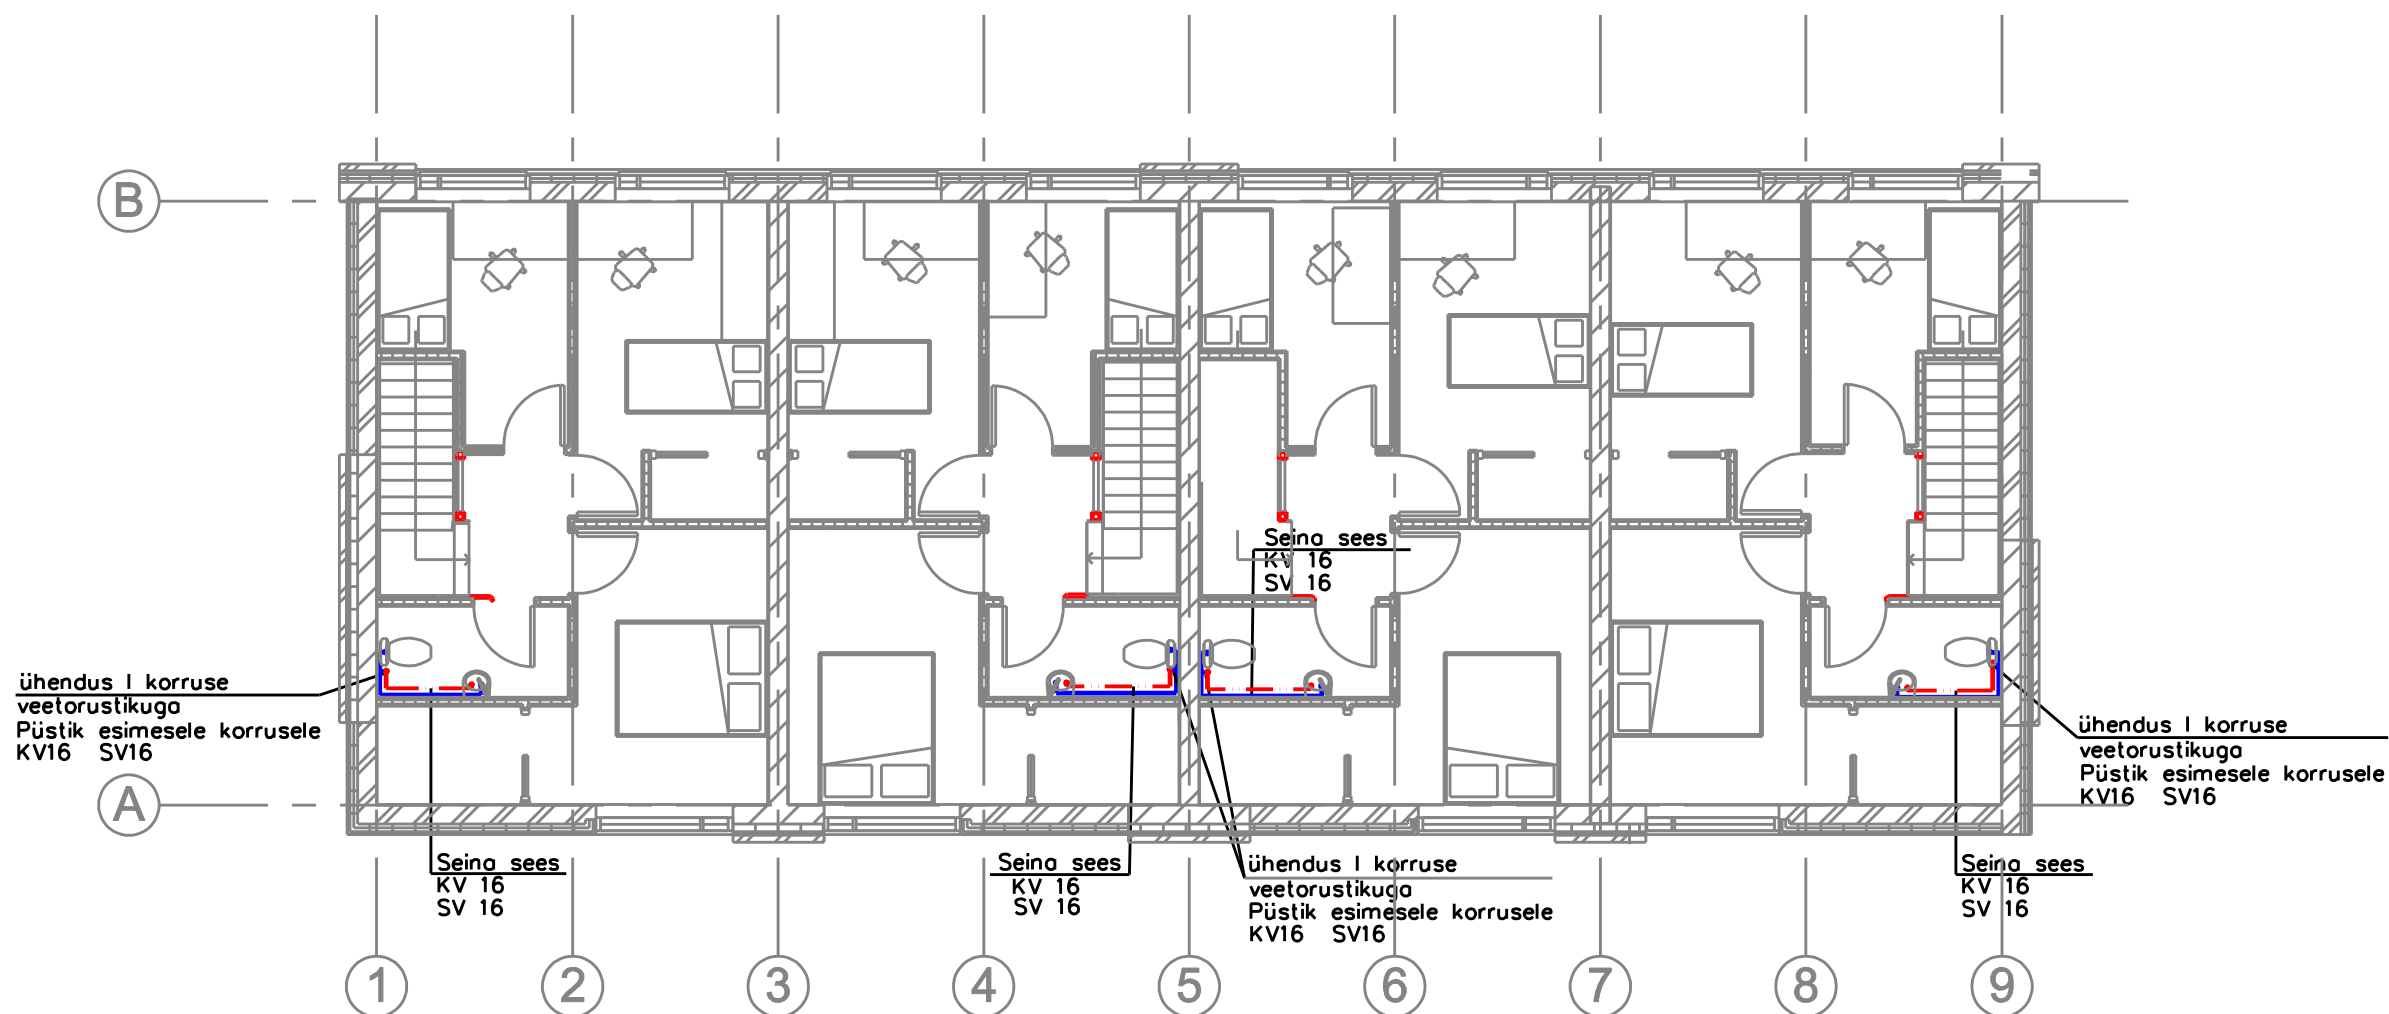 B
Seina sees
KV 16
SV 16
ühendus I korruse
veetorustikuga
Püstik esimesele korrusele
KV16 SV16
ühendus I korruse
veetorustikuga
Püstik esimesele korrusele
KV16 SV16
A
Seina sees
KV 16
SV 16
Seina sees
KV 16
SV 16
ühendus I korruse
veetorustikuga
Püstik esimesele korrusele
KV16 SV16
Seina sees
KV 16
SV 16
1 2 3 4 5 6 7 8 9